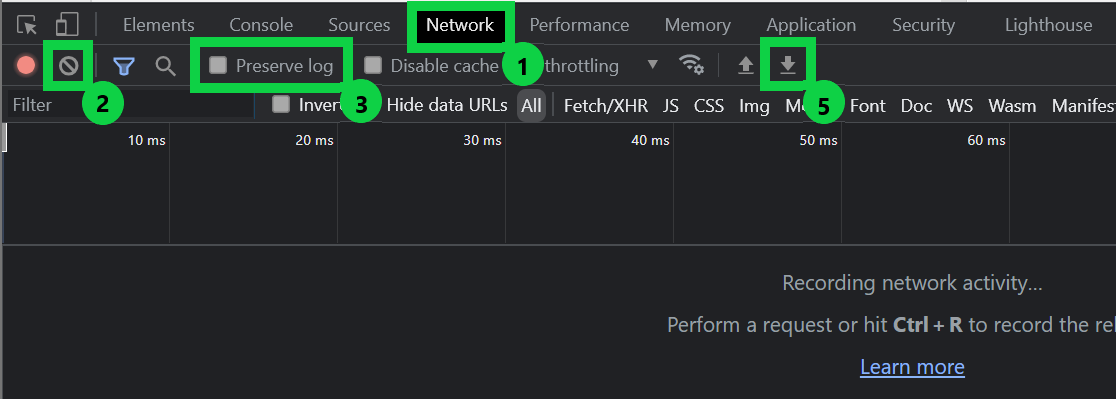 Elements Console Sources Network Performance Memory Application Security Lighthouse
Preserve log Disable cache 1 throttling
Filter 2 Inver 3 Hide data URLs All Fetch/XHR JS CSS Img 5 Font Doc WS Wasm Manifest
10 ms 20 ms 30 ms 40 ms 50 ms 60 ms
Recording network activity...
Perform a request or hit Ctrl + R to record the rel
Learn more